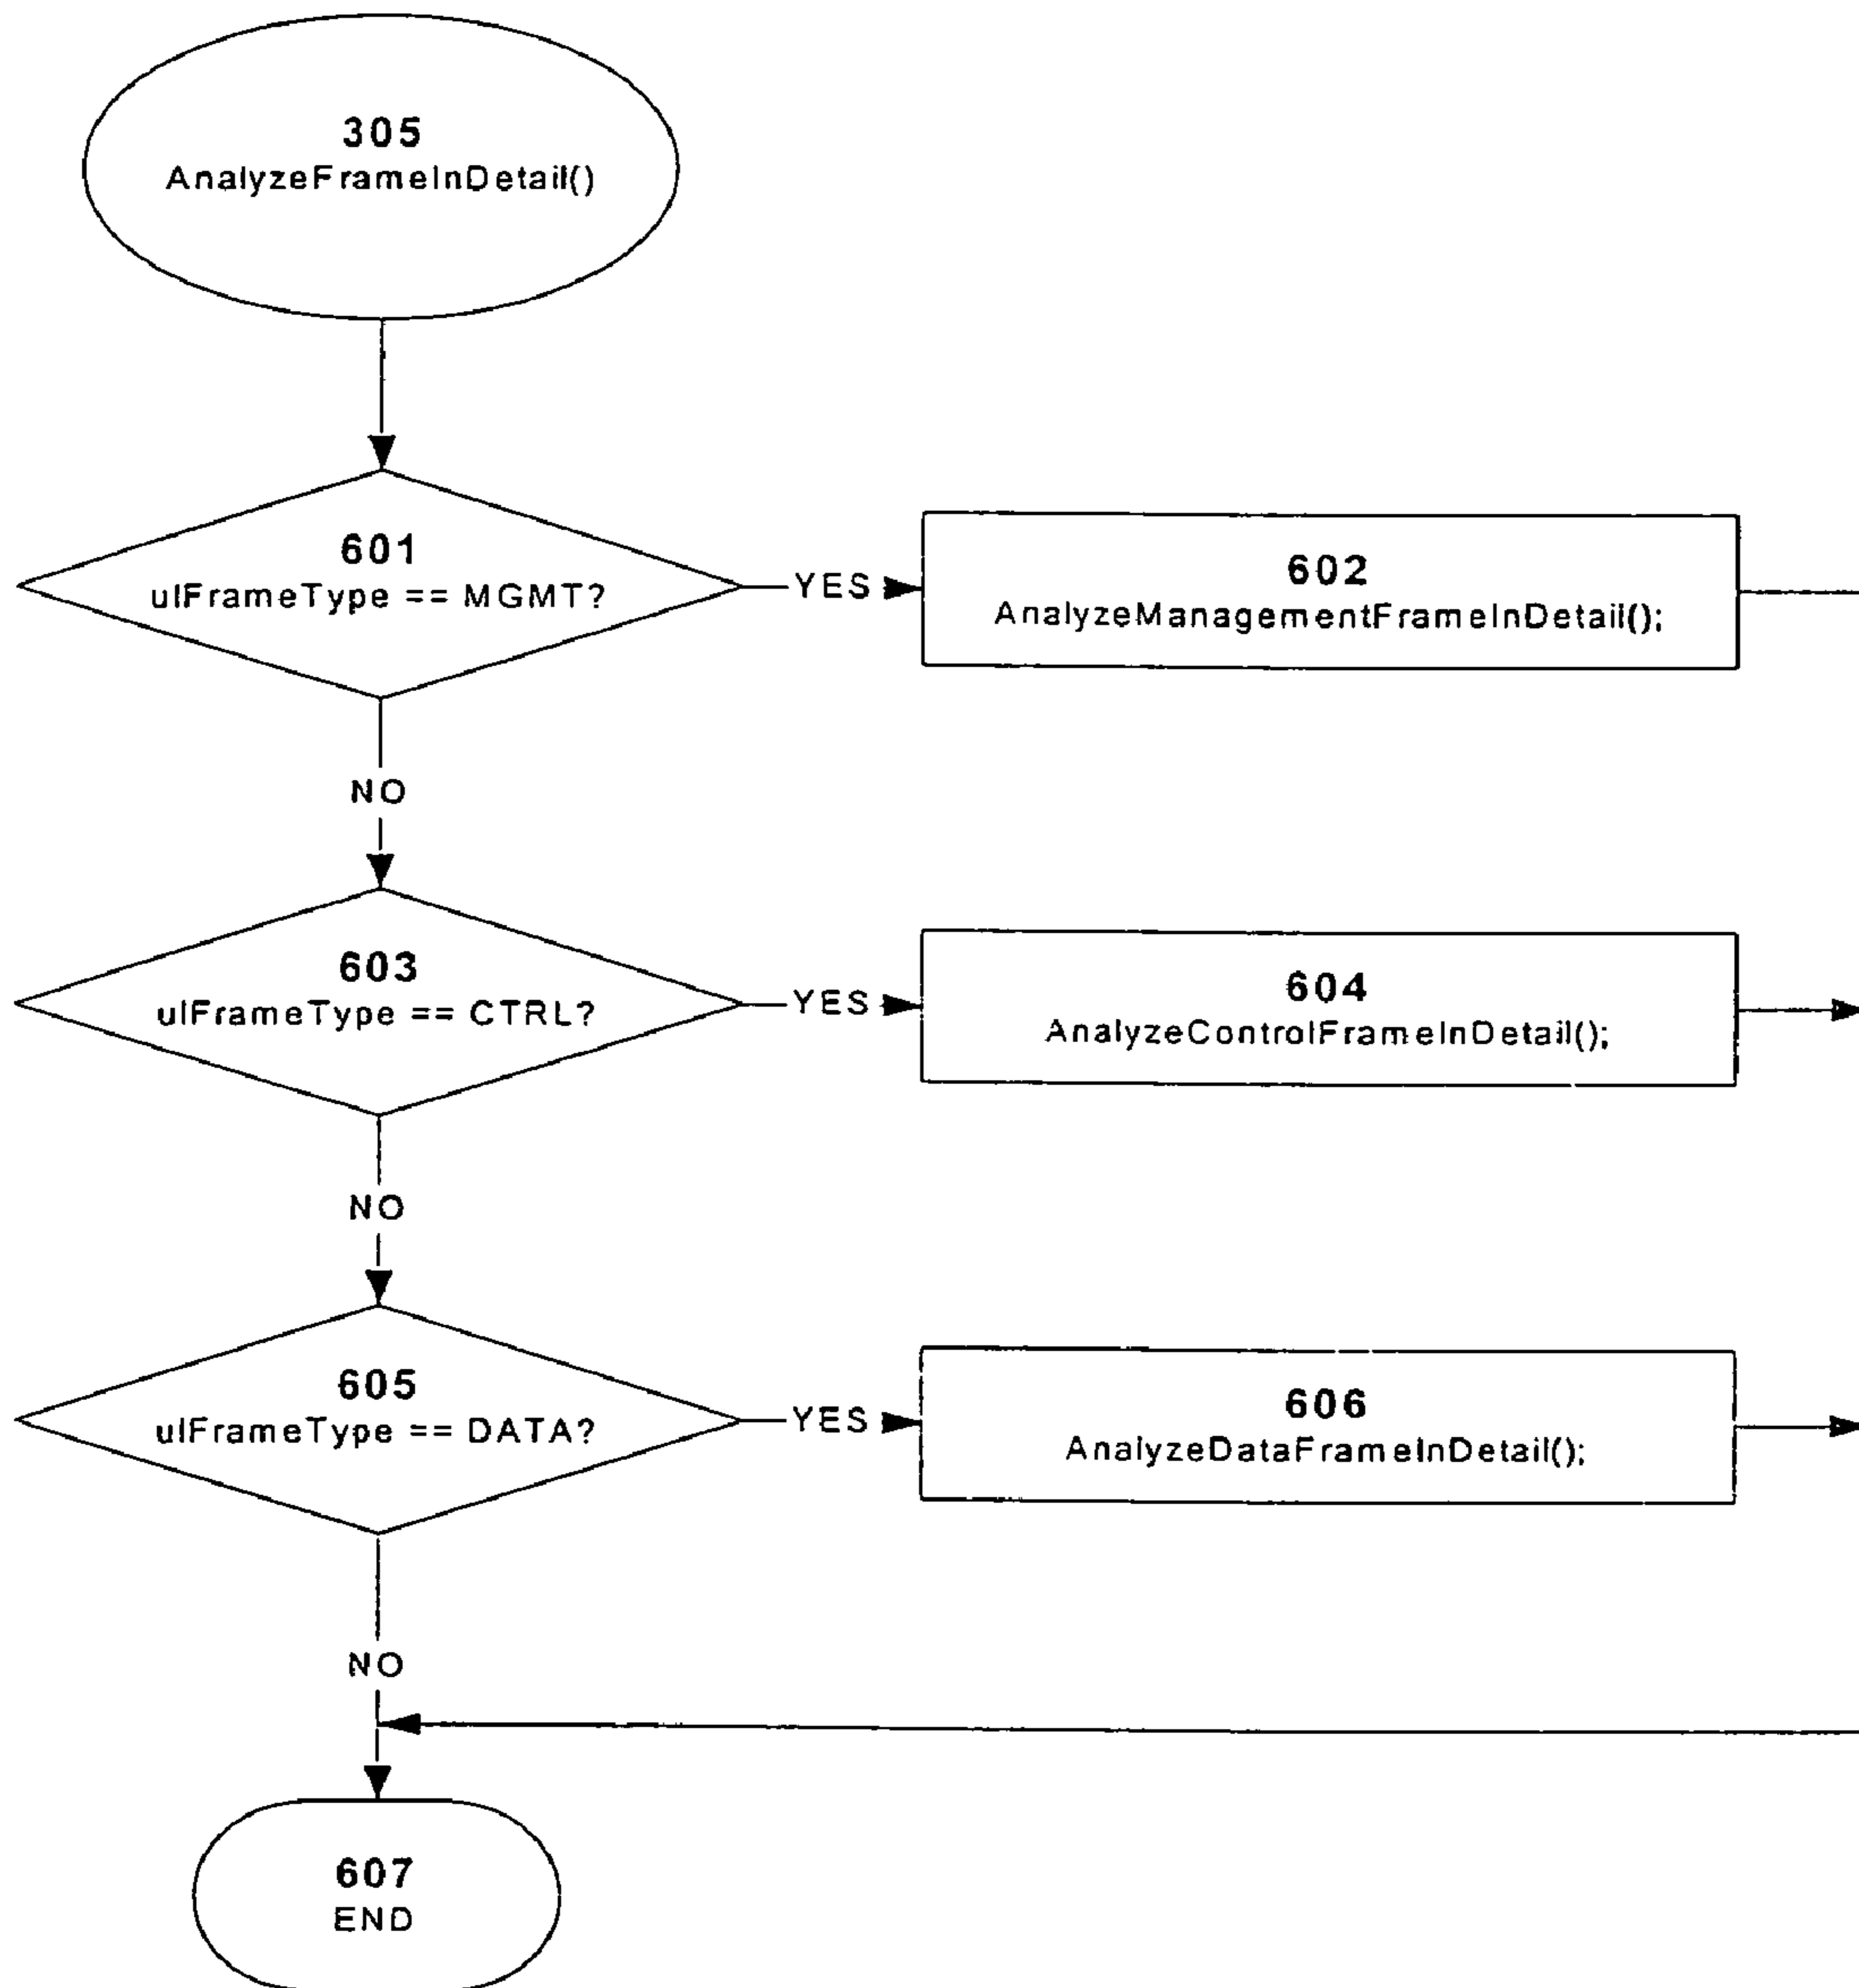 305
AnalyzeFrameInDetail()
601
ulFrameType == MGMT?
YES
602
AnalyzeManagementFrameInDetail();
NO
603
ulFrameType == CTRL?
YES
604
AnalyzeControlFrameInDetail();
NO
605
ulFrameType == DATA?
YES
606
AnalyzeDataFrameInDetail();
NO
607
END